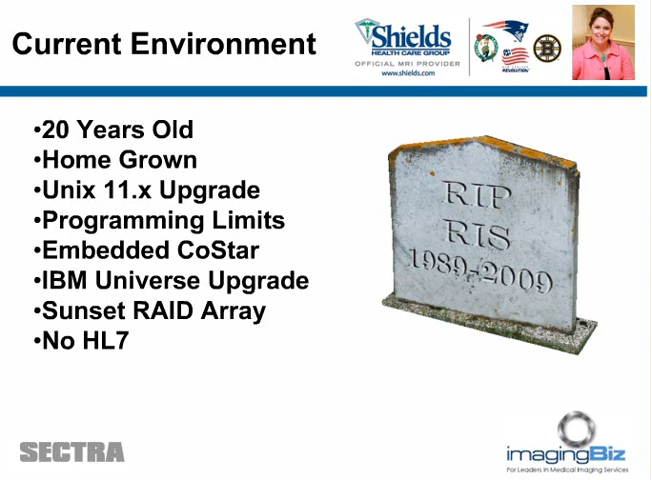 Current Environment
Shields
HEALTH CARE GROUP
OFFICIAL MRI PROVIDER
www.shields.com
REVOLUTION
•20 Years Old
•Home Grown
•Unix 11.x Upgrade
•Programming Limits
•Embedded CoStar
•IBM Universe Upgrade
•Sunset RAID Array
•No HL7
RIP
RIS
1989-2009
SECTRA
imagingBiz
For Leaders in Medical Imaging Services